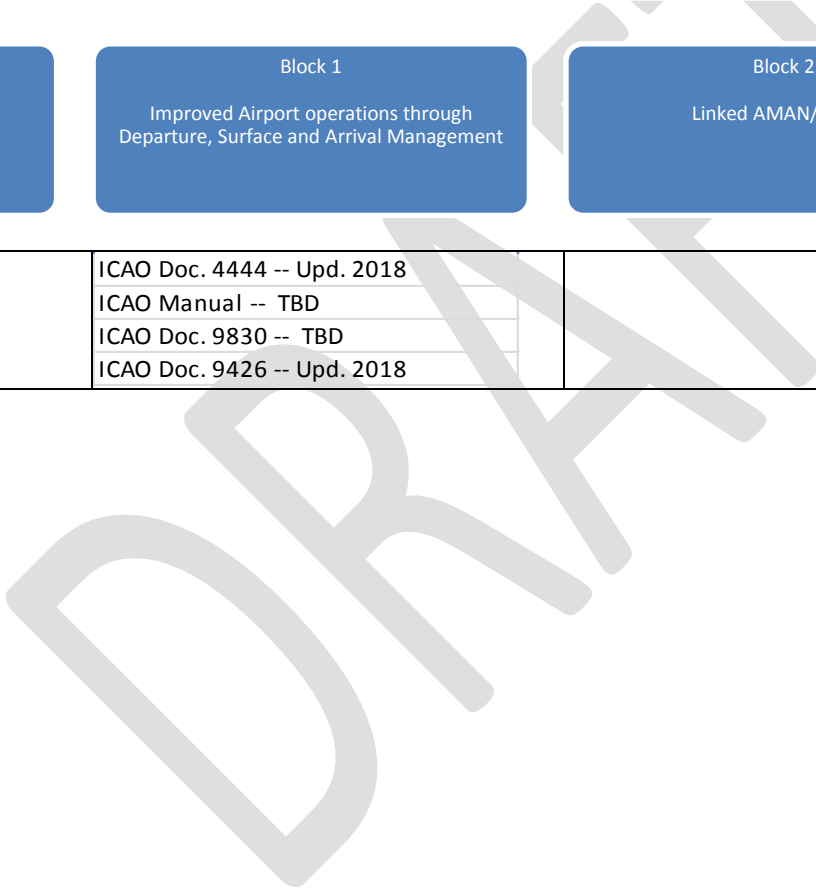 Block 1
Improved Airport operations through
Departure, Surface and Arrival Management
Block 2
Linked AMAN/
ICAO Doc. 4444 -- Upd. 2018
ICAO Manual -- TBD
ICAO Doc. 9830 -- TBD
ICAO Doc. 9426 -- Upd. 2018
DRA